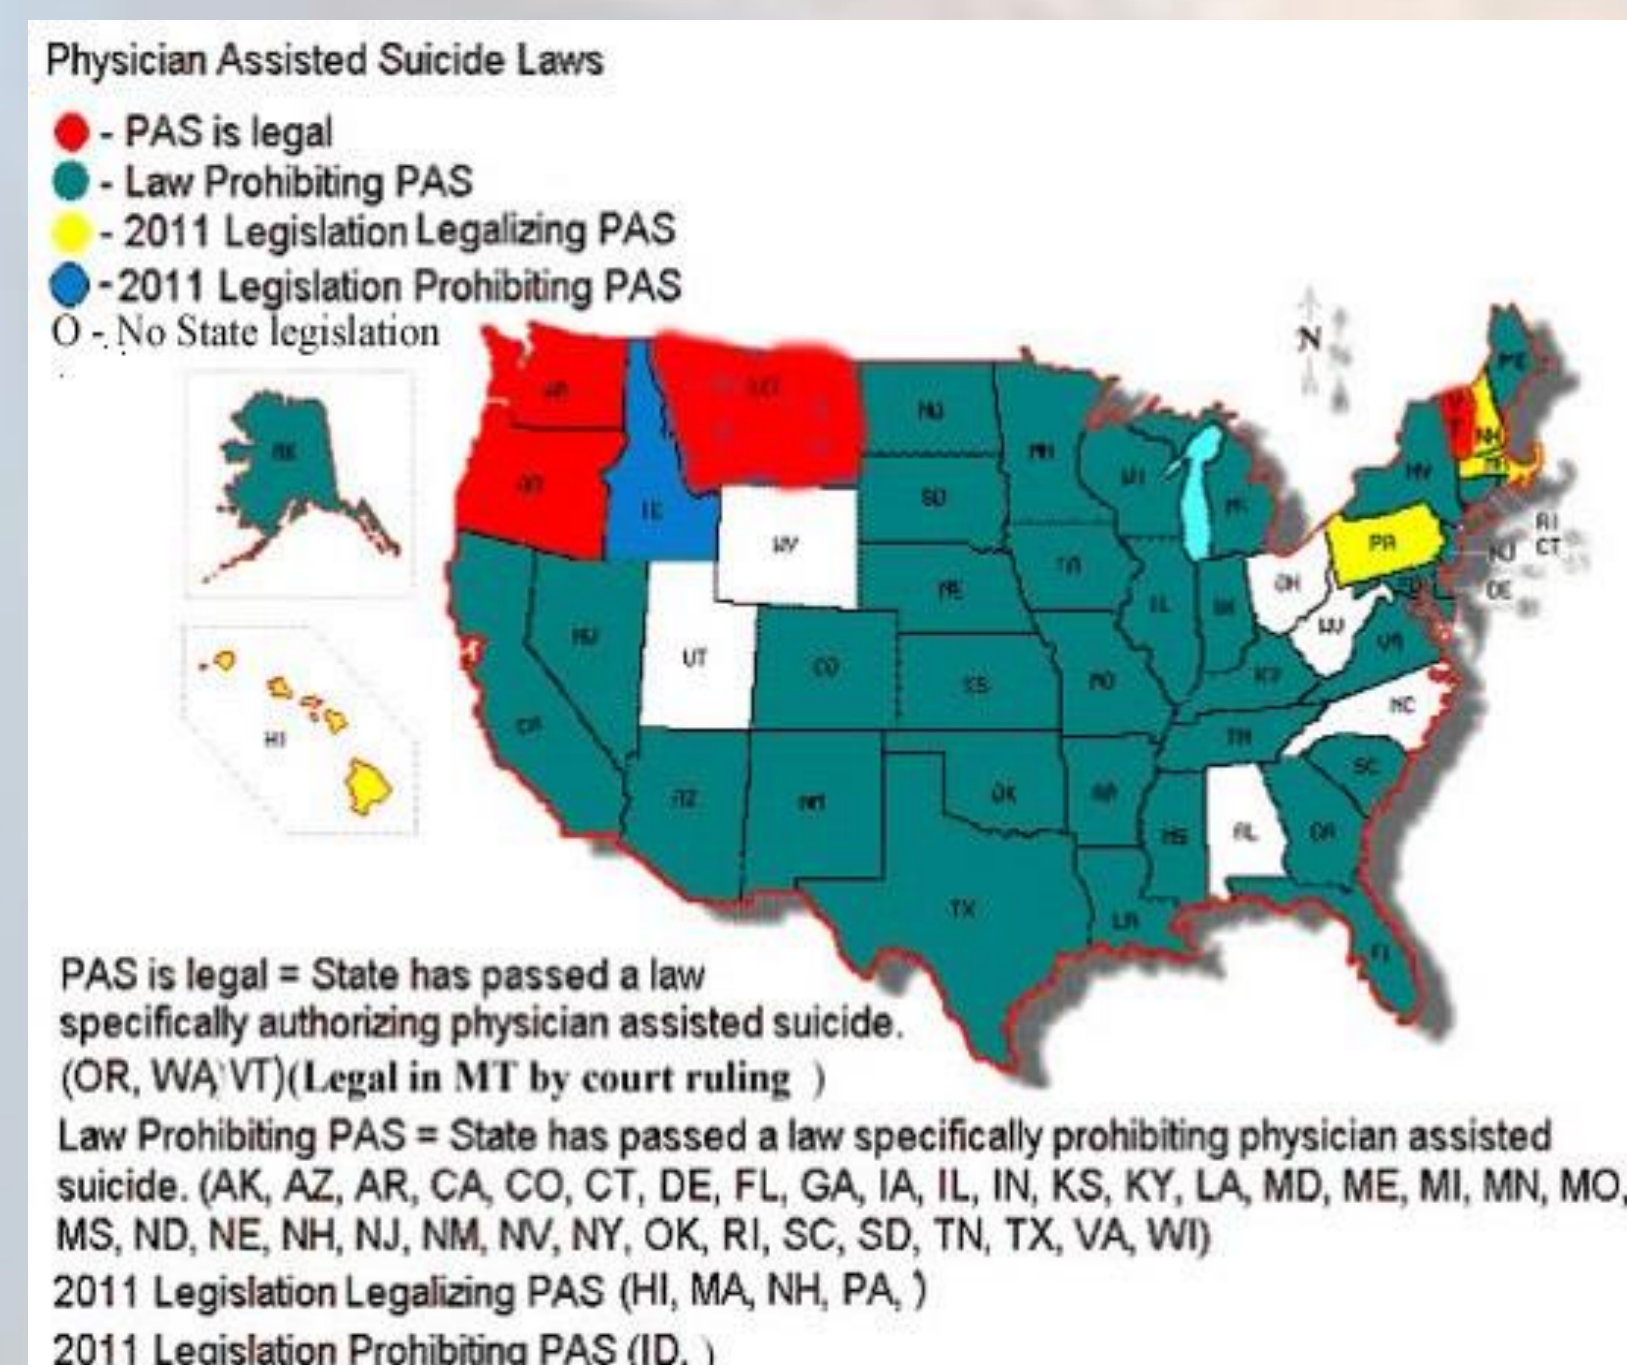 Physician Assisted Suicide Laws
- PAS is legal
- Law Prohibiting PAS
- 2011 Legislation Legalizing PAS
- 2011 Legislation Prohibiting PAS
O - No State legislation
N
ME
NH
ND
MN
SD
WI
NY
ID
WY
PA
RI
CT
NJ
DE
AK
IA
NE
OH
IL
WV
VA
NV
UT
CO
KS
MO
KY
CA
NC
TN
HI
SC
AZ
NM
OK
AR
MS
AL
GA
TX
LA
FL
PAS is legal = State has passed a law
specifically authorizing physician assisted suicide.
(OR, WA VT)(Legal in MT by court ruling )
Law Prohibiting PAS = State has passed a law specifically prohibiting physician assisted
suicide. (AK, AZ, AR, CA, CO, CT, DE, FL, GA, IA, IL, IN, KS, KY, LA, MD, ME, MI, MN, MO,
MS, ND, NE, NH, NJ, NM, NV, NY, OK, RI, SC, SD, TN, TX, VA, WI)
2011 Legislation Legalizing PAS (HI, MA, NH, PA, )
2011 Legislation Prohibiting PAS (ID, )